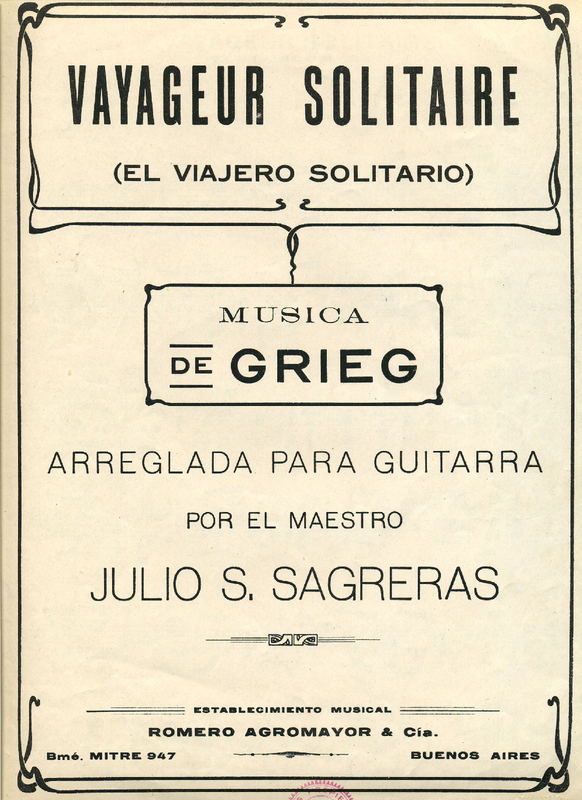 VAYAGEUR SOLITAIRE
(EL VIAJERO SOLITARIO)
MUSICA
DE GRIEG
ARREGLADA PARA GUITARRA
POR EL MAESTRO
JULIO S. SAGRERAS
ESTABLECIMIENTO MUSICAL
ROMERO AGROMAYOR & Cía.
Bmé. MITRE 947 BUENOS AIRES